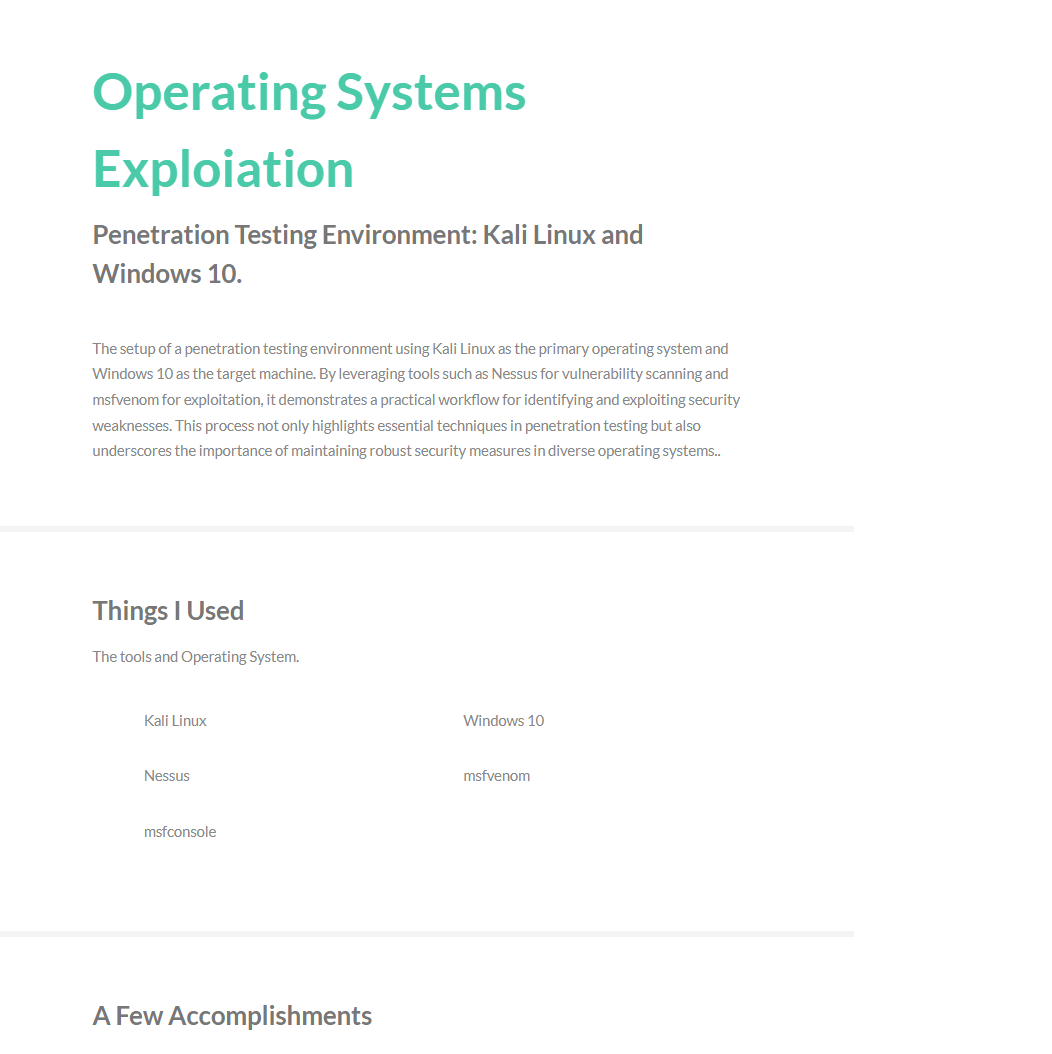 Operating Systems
Exploiation
Penetration Testing Environment: Kali Linux and
Windows 10.
The setup of a penetration testing environment using Kali Linux as the primary operating system and
Windows 10 as the target machine. By leveraging tools such as Nessus for vulnerability scanning and
msfvenom for exploitation, it demonstrates a practical workflow for identifying and exploiting security
weaknesses. This process not only highlights essential techniques in penetration testing but also
underscores the importance of maintaining robust security measures in diverse operating systems..
Things I Used
The tools and Operating System.
Kali Linux
Windows 10
Nessus
msfvenom
msfconsole
A Few Accomplishments